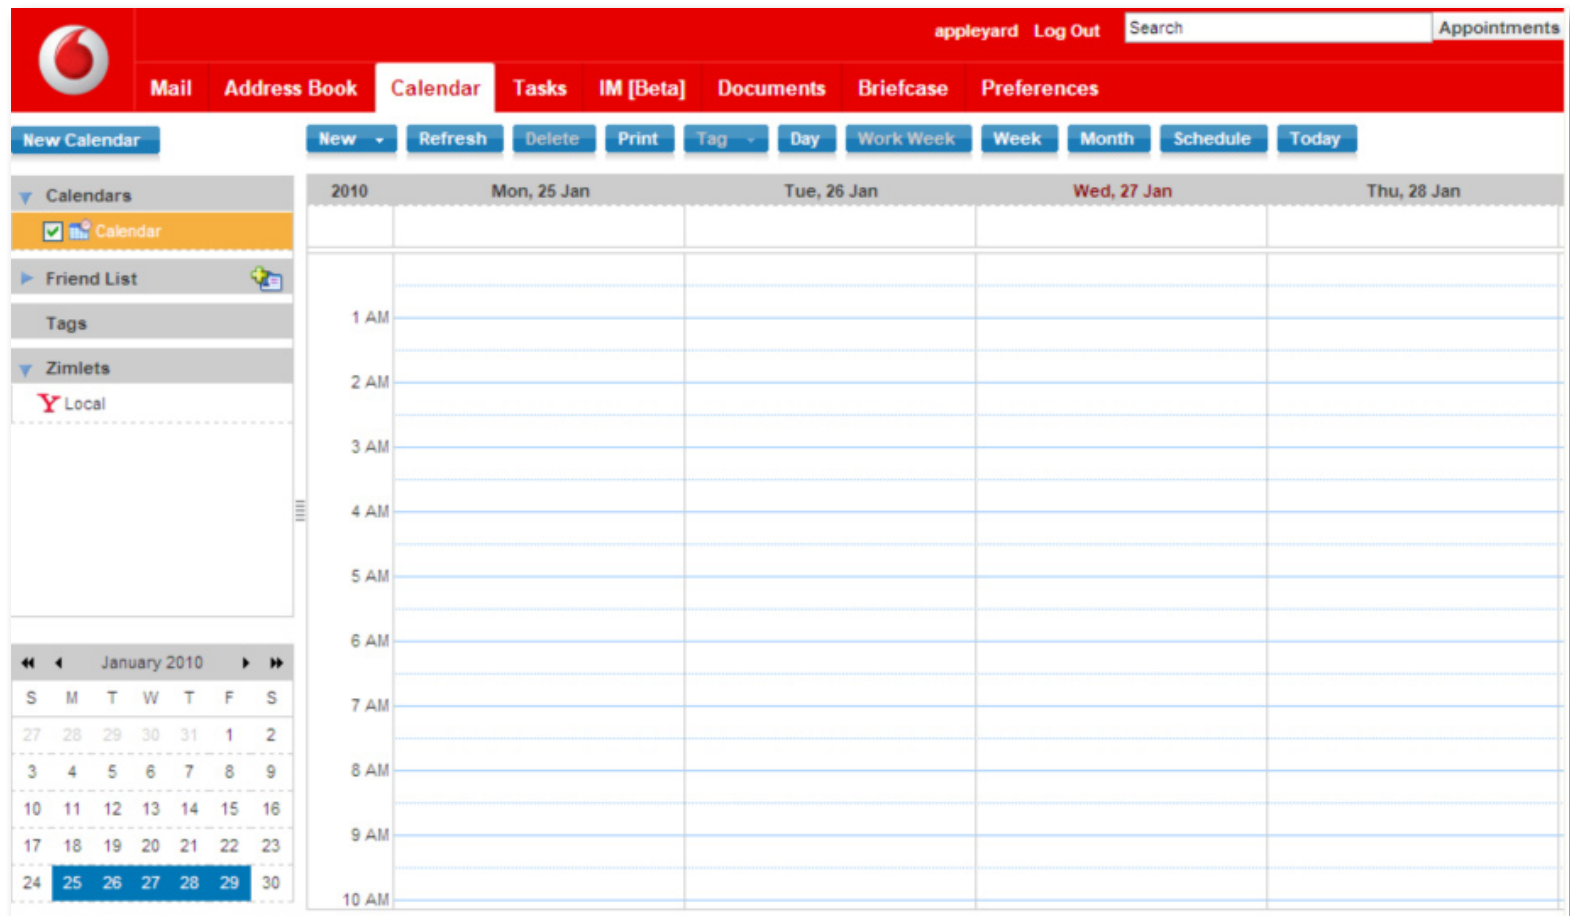 appleyard Log Out Search Appointments
Mail Address Book Calendar Tasks IM [Beta] Documents Briefcase Preferences
New Calendar New Refresh Delete Print Tag Day Work Week Week Month Schedule Today
Calendars
Calendar
Friend List
Tags
Zimlets
Y Local
January 2010
S M T W T F S
27 28 29 30 31 1 2
3 4 5 6 7 8 9
10 11 12 13 14 15 16
17 18 19 20 21 22 23
24 25 26 27 28 29 30
2010 Mon, 25 Jan Tue, 26 Jan Wed, 27 Jan Thu, 28 Jan
1 AM
2 AM
3 AM
4 AM
5 AM
6 AM
7 AM
8 AM
9 AM
10 AM